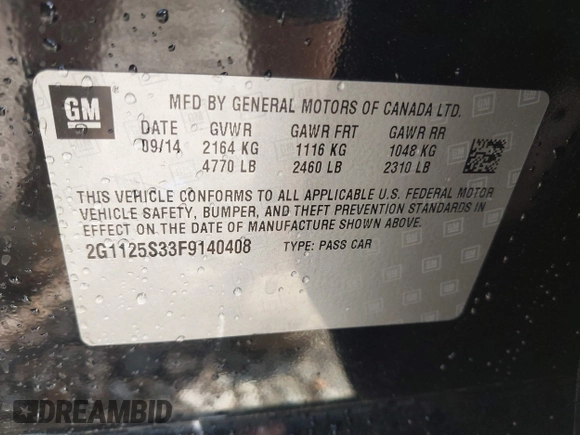 GM
MFD BY GENERAL MOTORS OF CANADA LTD.
DATE GVWR GAWR FRT GAWR RR
09/14 2164 KG 1116 KG 1048 KG
4770 LB 2460 LB 2310 LB
THIS VEHICLE CONFORMS TO ALL APPLICABLE U.S. FEDERAL MOTOR
VEHICLE SAFETY, BUMPER, AND THEFT PREVENTION STANDARDS IN
EFFECT ON THE DATE OF MANUFACTURE SHOWN ABOVE.
2G1125S33F9140408 TYPE: PASS CAR
DREAMBID